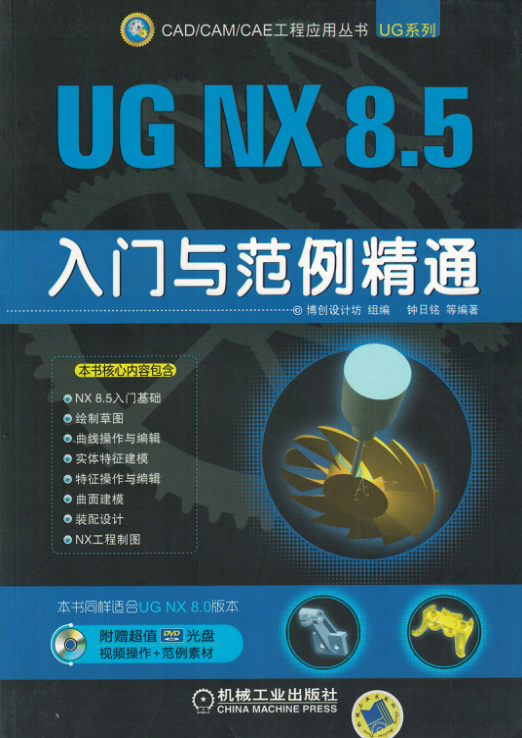 CAD/CAM/CAE工程应用丛书 UG系列
UG NX 8.5
入门与范例精通
◎ 博创设计坊 组编 钟日铭 等编著
本书核心内容包含
NX 8.5入门基础
绘制草图
曲线操作与编辑
实体特征建模
特征操作与编辑
曲面建模
装配设计
NX工程制图
本书同样适合UG NX 8.0版本
附赠超值 DVD 光盘
视频操作+范例素材
机械工业出版社
CHINA MACHINE PRESS